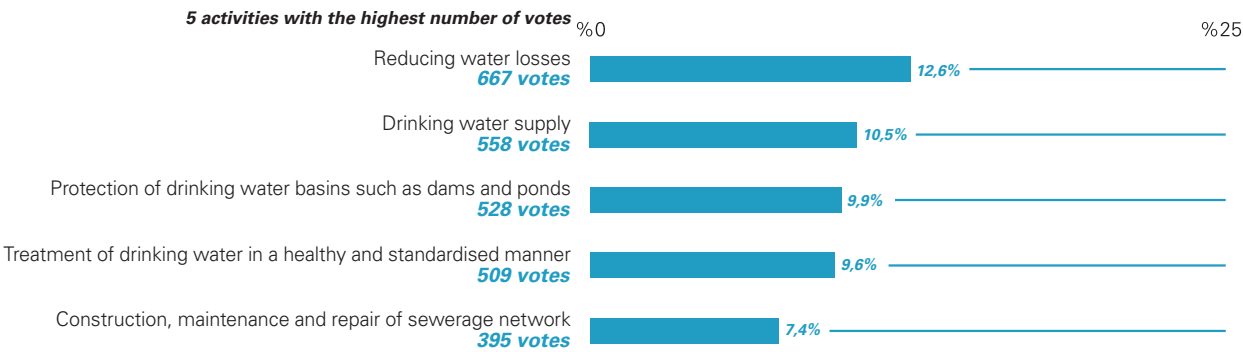 5 activities with the highest number of votes
%0
%25
Reducing water losses
667 votes
12,6%
Drinking water supply
558 votes
10,5%
Protection of drinking water basins such as dams and ponds
528 votes
9,9%
Treatment of drinking water in a healthy and standardised manner
509 votes
9,6%
Construction, maintenance and repair of sewerage network
395 votes
7,4%